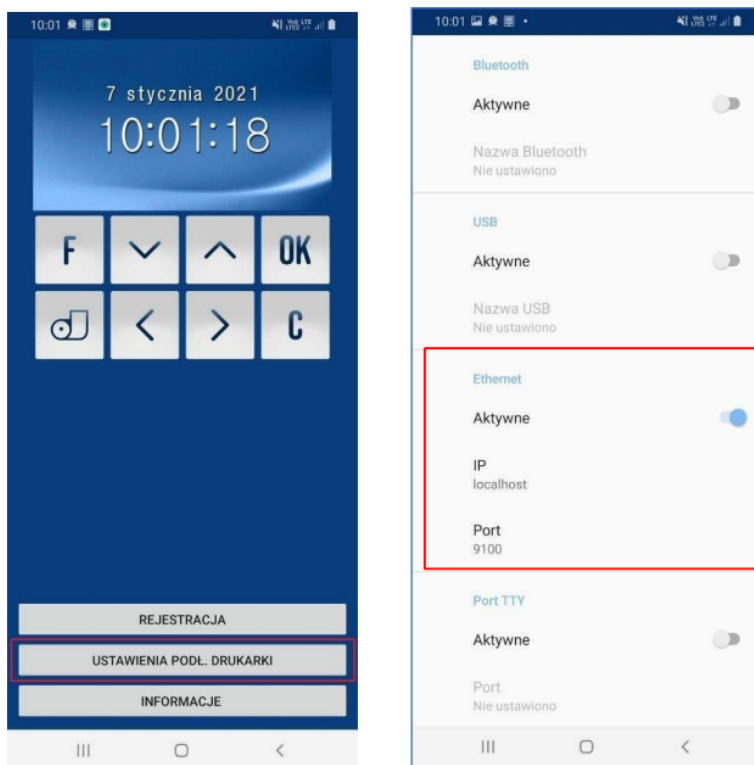 10:01
7 stycznia 2021
10:01:18
F
OK
C
REJESTRACJA
USTAWIENIA PODŁ. DRUKARKI
INFORMACJE
10:01
Bluetooth
Aktywne
Nazwa Bluetooth
Nie ustawiono
USB
Aktywne
Nazwa USB
Nie ustawiono
Ethernet
Aktywne
IP
localhost
Port
9100
Port TTY
Aktywne
Port
Nie ustawiono